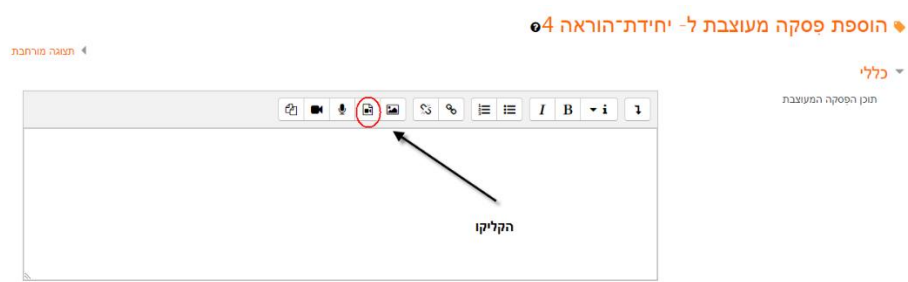 הוספת פִסקה מעוצבת ל- יחידת־הוראה 4
תצוגה מורחבת
כללי
תוכן הפסקה המעוצבת
I B i
הקליקו